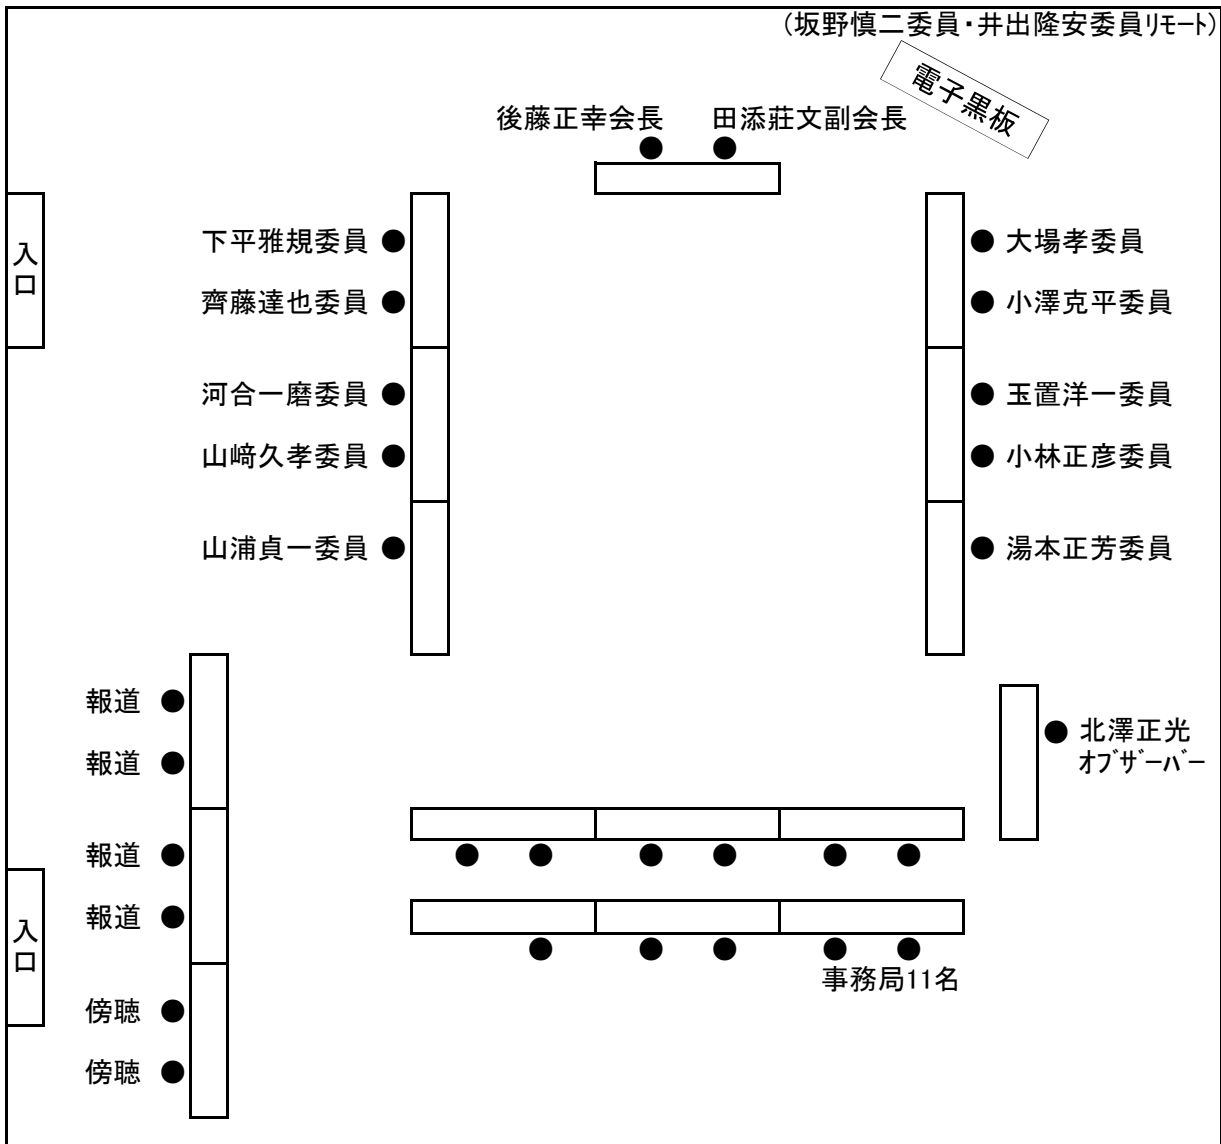 (坂野慎二委員・井出隆安委員リモート)
電子黒板
後藤正幸会長 田添莊文副会長
入口
下平雅規委員 大場孝委員
齊藤達也委員 小澤克平委員
河合一磨委員 玉置洋一委員
山﨑久孝委員 小林正彦委員
山浦貞一委員 湯本正芳委員
報道
北澤正光
オブザーバー
報道
報道
報道
入口
事務局11名
傍聴
傍聴